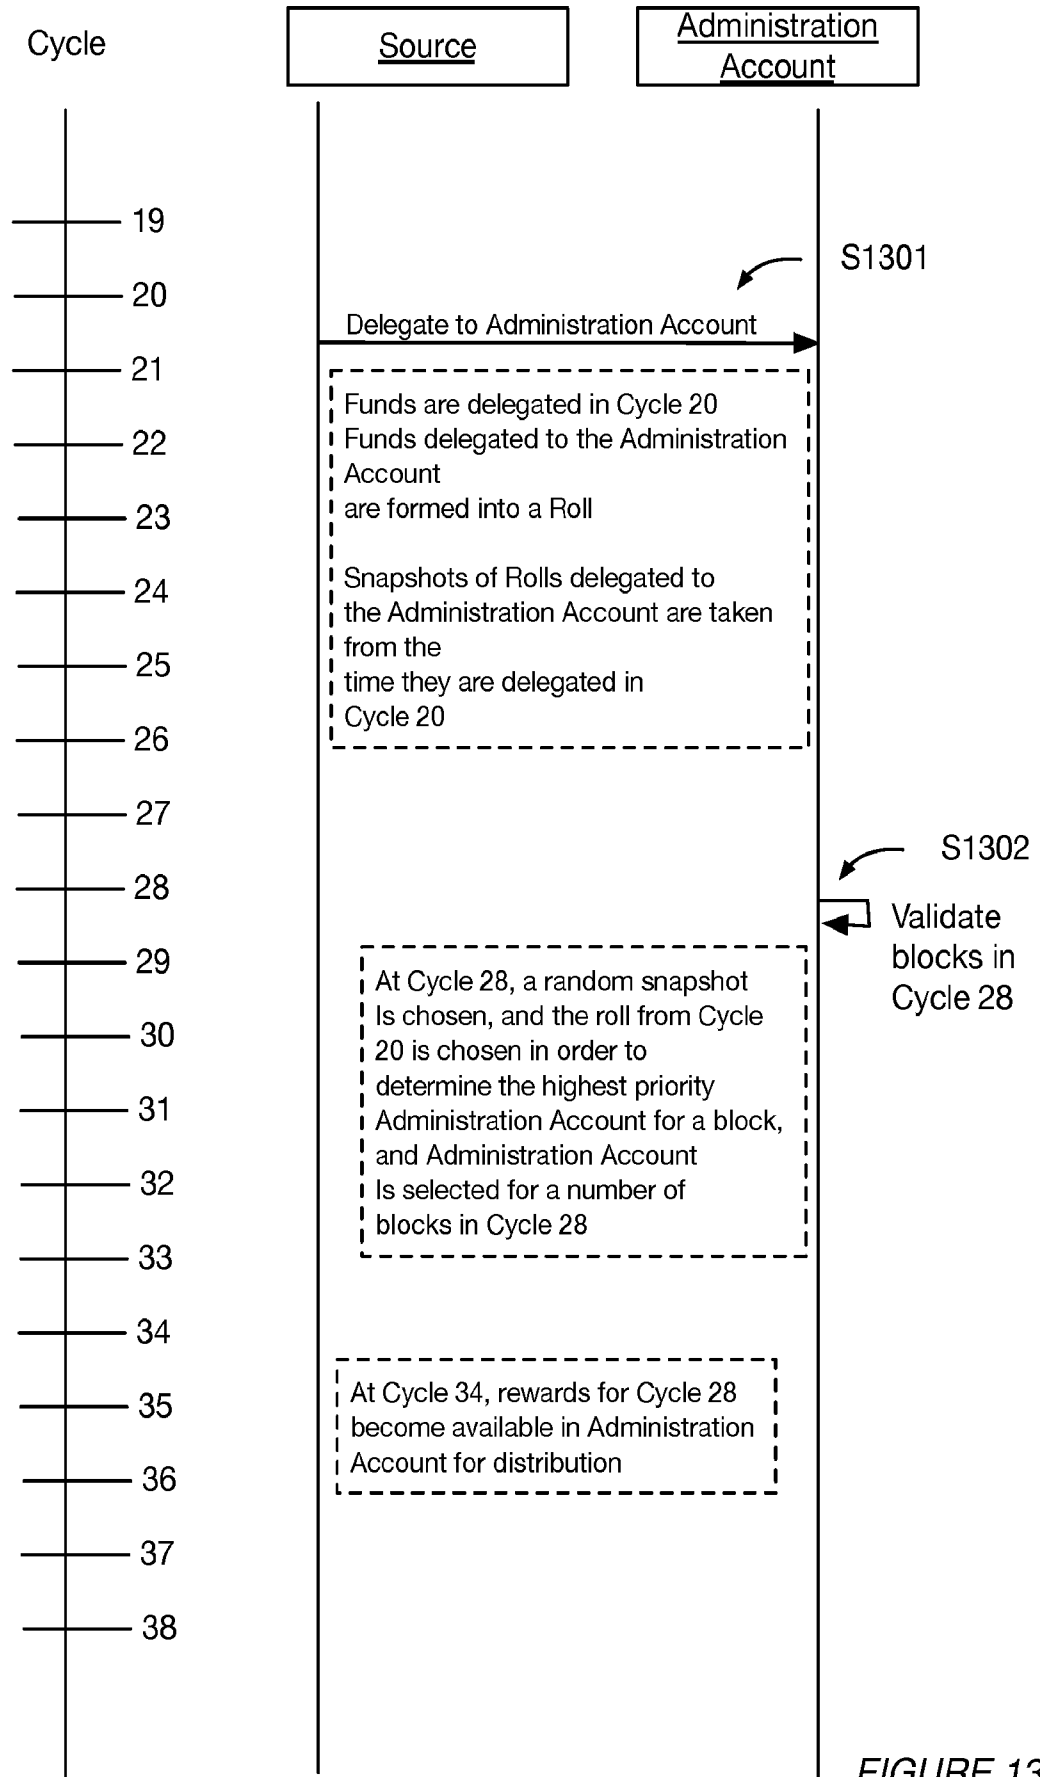 Cycle
Source
Administration
Account
19
S1301
20
Delegate to Administration Account
21
Funds are delegated in Cycle 20
Funds delegated to the Administration
22
Account
are formed into a Roll
23
Snapshots of Rolls delegated to
24
the Administration Account are taken
from the
25
time they are delegated in
Cycle 20
26
27
S1302
28
Validate
blocks in
Cycle 28
29
At Cycle 28, a random snapshot
Is chosen, and the roll from Cycle
30
20 is chosen in order to
determine the highest priority
31
Administration Account for a block,
and Administration Account
32
Is selected for a number of
blocks in Cycle 28
33
34
At Cycle 34, rewards for Cycle 28
35
become available in Administration
Account for distribution
36
37
38
FIGURE 13